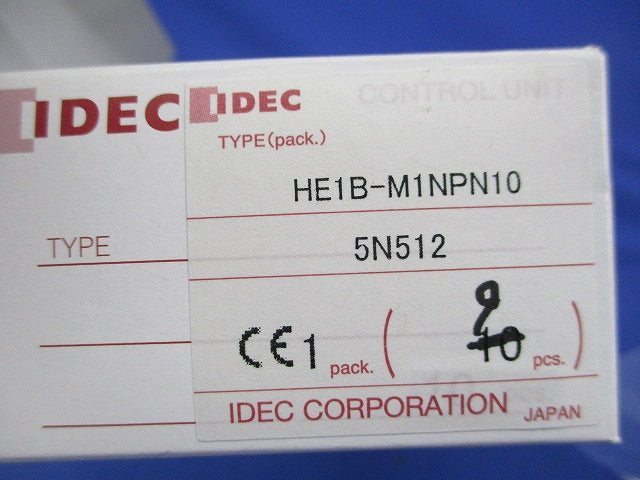 IDEC
TYPE
IDEC
CONTROL UNIT
TYPE(pack.)
HE1B-M1NPN10
5N512
CE 1 pack. ( 9 10 pcs. )
IDEC CORPORATION JAPAN